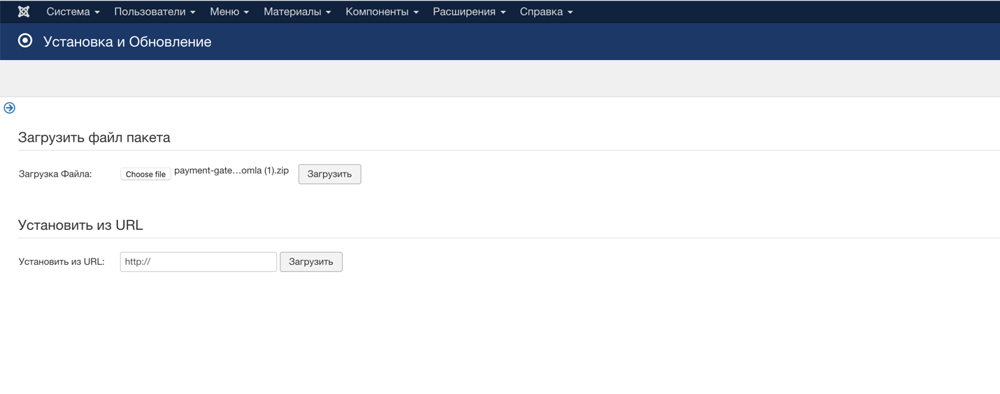 Система Пользователи Меню Материалы Компоненты Расширения Справка
Установка и Обновление
Загрузить файл пакета
Загрузка Файла: Choose file payment-gate…omla (1).zip Загрузить
Установить из URL
Установить из URL: http:// Загрузить